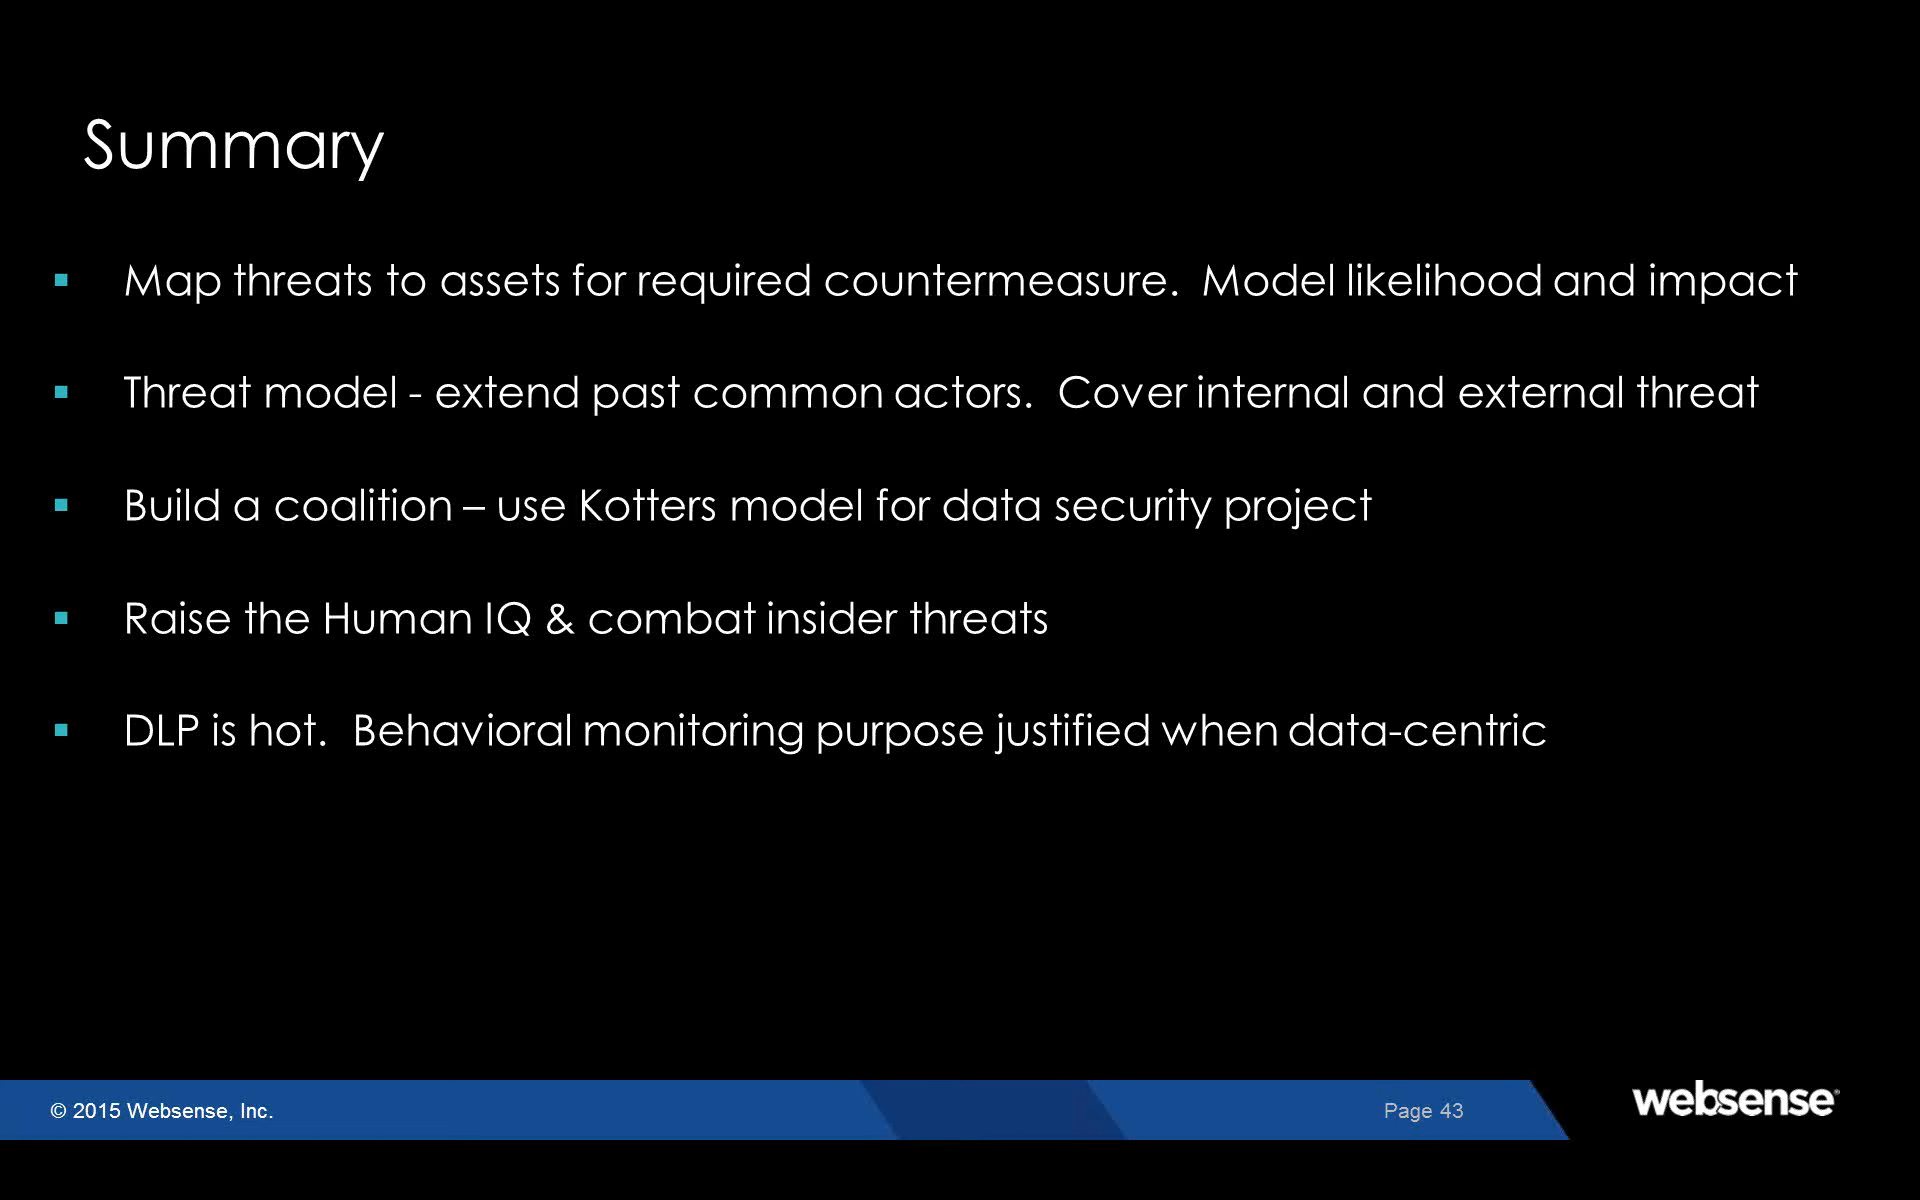 Summary
▪ Map threats to assets for required countermeasure.  Model likelihood and impact
▪ Threat model - extend past common actors.  Cover internal and external threat
▪ Build a coalition – use Kotters model for data security project
▪ Raise the Human IQ & combat insider threats
▪ DLP is hot.  Behavioral monitoring purpose justified when data-centric
© 2015 Websense, Inc.
Page 43
websense®